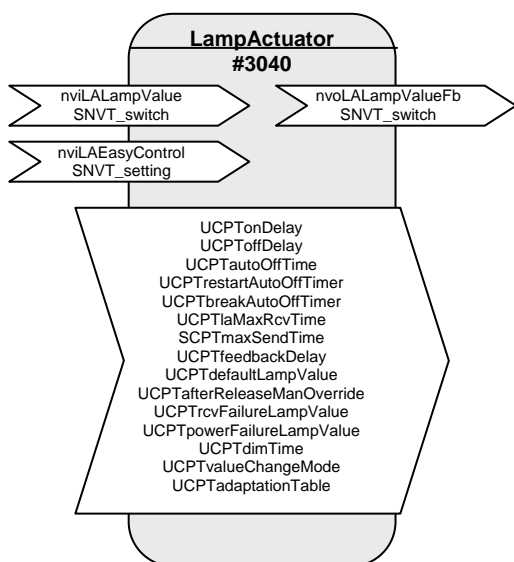 LampActuator
#3040
nviLALampValue
SNVT_switch
nvoLALampValueFb
SNVT_switch
nviLAEasyControl
SNVT_setting
UCPTonDelay
UCPToffDelay
UCPTautoOffTime
UCPTrestartAutoOffTimer
UCPTbreakAutoOffTimer
UCPTlaMaxRcvTime
SCPTmaxSendTime
UCPTfeedbackDelay
UCPTdefaultLampValue
UCPTafterReleaseManOverride
UCPTrcvFailureLampValue
UCPTpowerFailureLampValue
UCPTdimTime
UCPTvalueChangeMode
UCPTadaptationTable